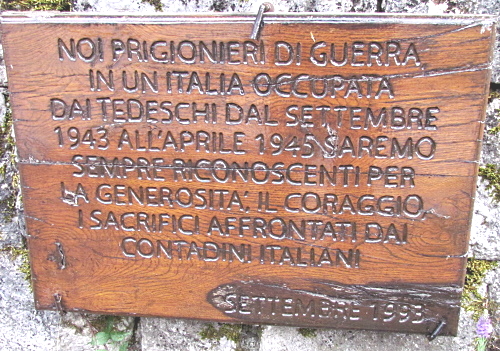 NOI PRIGIONIERI DI GUERRA
IN UN ITALIA OCCUPATA
DAI TEDESCHI DAL SETTEMBRE
1943 ALL'APRILE 1945 SAREMO
SEMPRE RICONOSCENTI PER
LA GENEROSITA', IL CORAGGIO,
I SACRIFICI AFFRONTATI DAI
CONTADINI ITALIANI
SETTEMBRE 1993